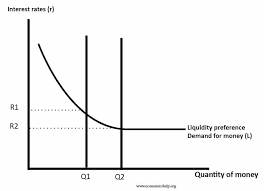 Interest rates (r)
R1
R2
Liquidity preference
Demand for money (L)
Q1
Q2
Quantity of money
www.economicshelp.org